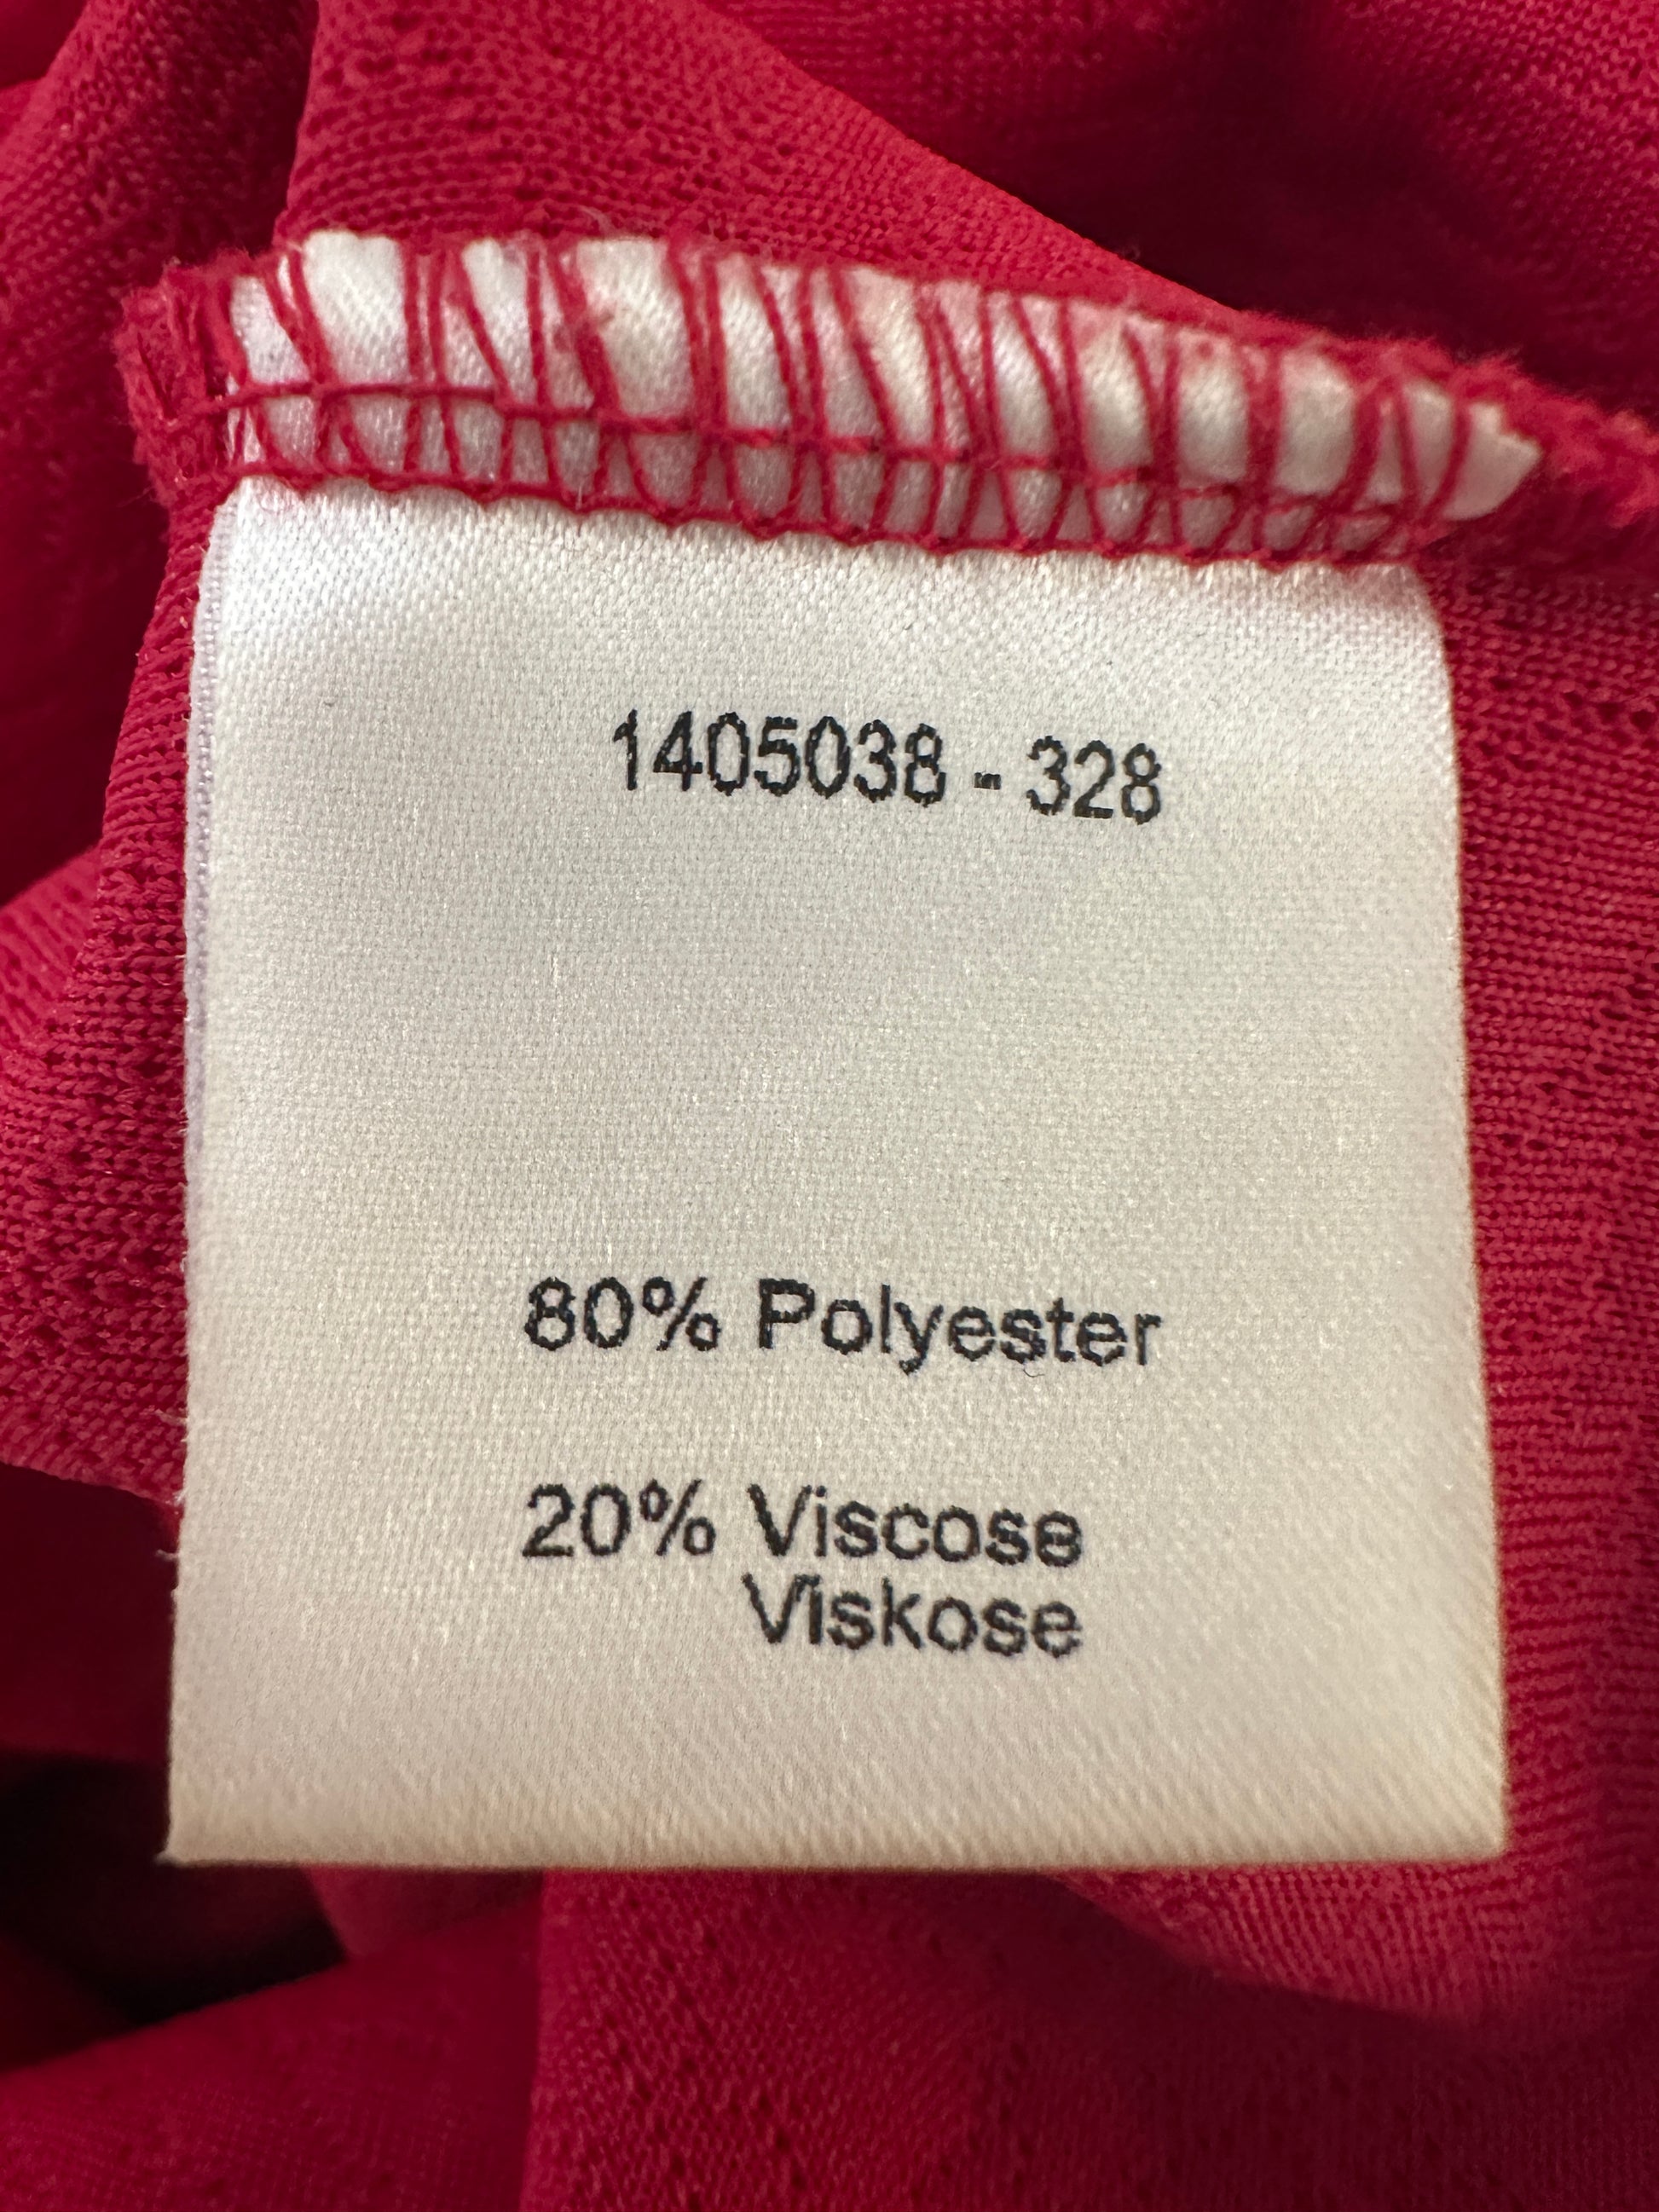 1405038 - 328
80% Polyester
20% Viscose
Viskose